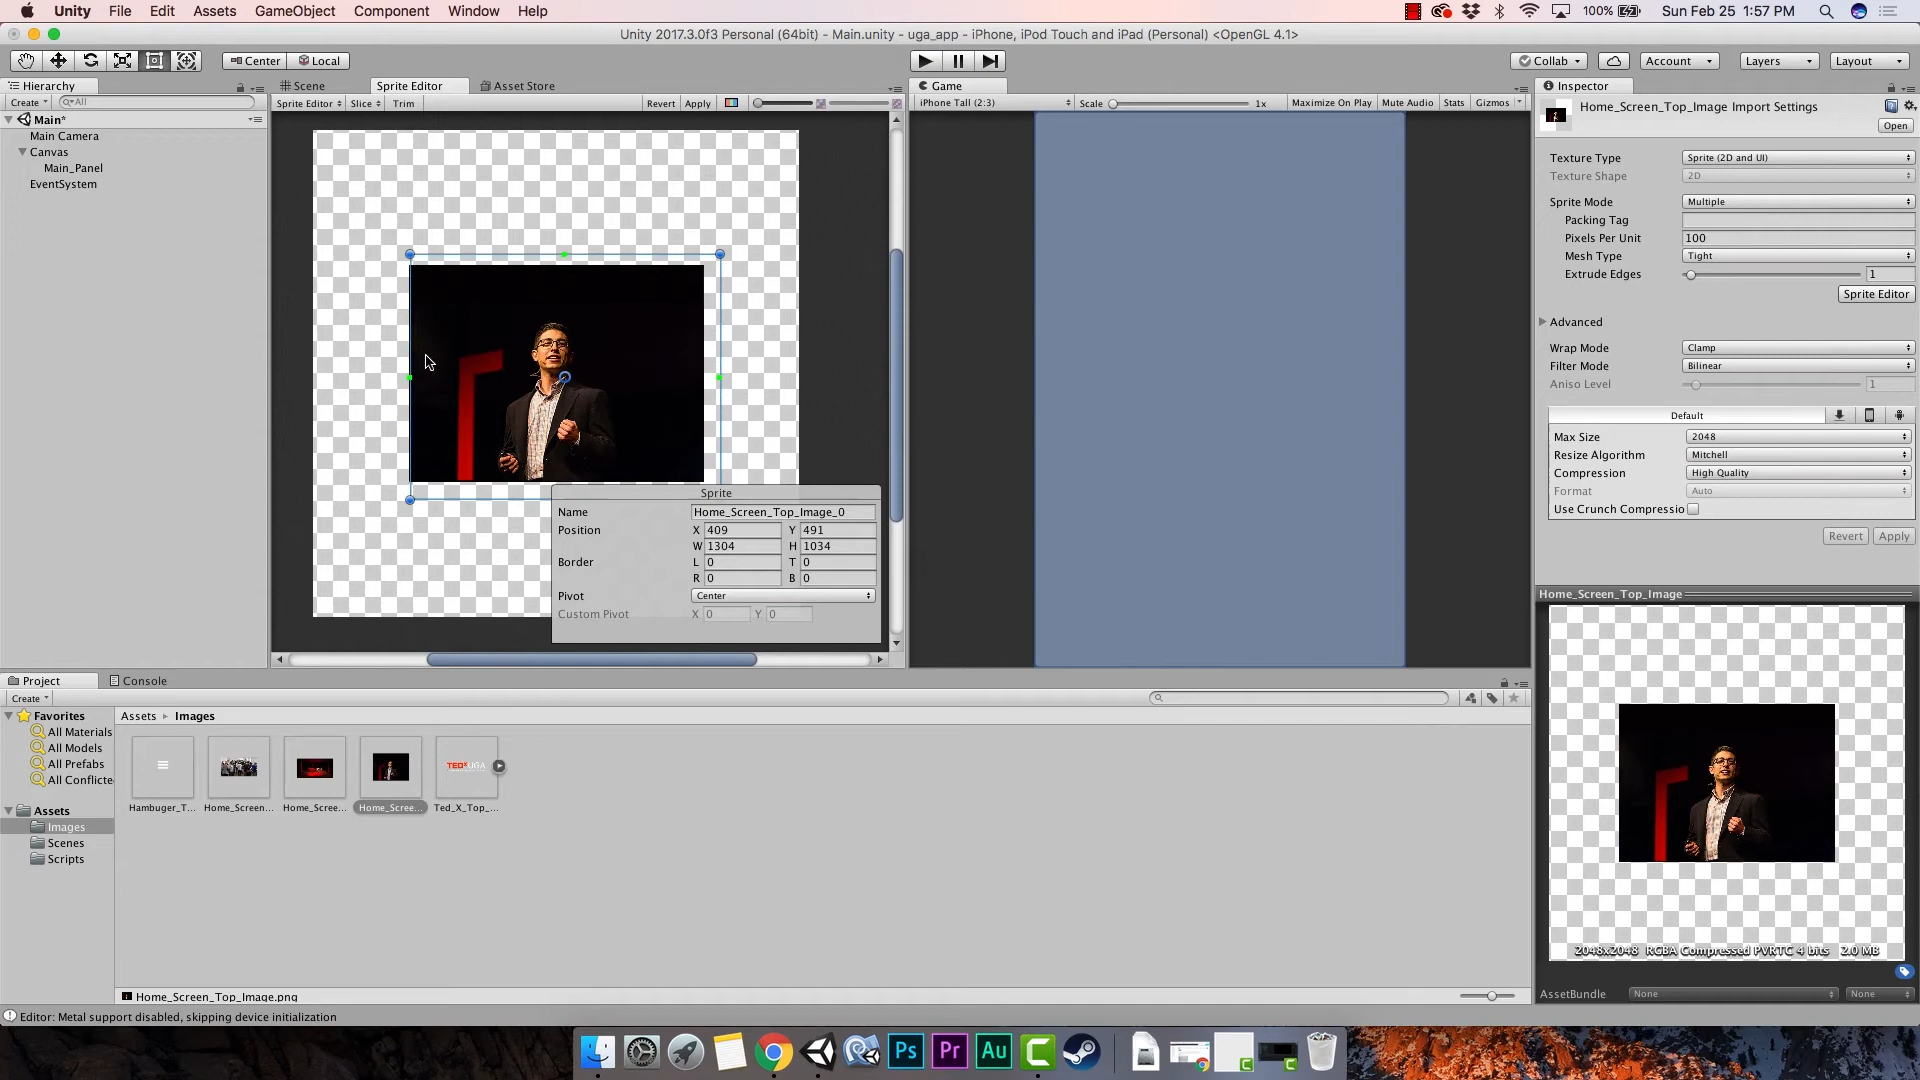 Unity File Edit Assets GameObject Component Window Help 100% Sun Feb 25 1:57 PM
Unity 2017.3.0f3 Personal (64bit) - Main.unity - uga_app - iPhone, iPod Touch and iPad (Personal) <OpenGL 4.1>
Center Local Collab Account Layers Layout
Hierarchy Scene Sprite Editor Asset Store Game Inspector
Create All Sprite Editor Slice Trim Revert Apply iPhone Tall (2:3) Scale 1x Maximize On Play Mute Audio Stats Gizmos
Home_Screen_Top_Image Import Settings
Open
Main*
Main Camera
Canvas
Main_Panel
EventSystem
Texture Type Sprite (2D and UI)
Texture Shape 2D
Sprite Mode Multiple
Packing Tag
Pixels Per Unit 100
Mesh Type Tight
Extrude Edges 1
Sprite Editor
Advanced
Wrap Mode Clamp
Filter Mode Bilinear
Aniso Level 1
Default
Max Size 2048
Resize Algorithm Mitchell
Compression High Quality
Format Auto
Use Crunch Compressio
Revert Apply
Sprite
Name Home_Screen_Top_Image_0
Position X 409 Y 491
W 1304 H 1034
Border L 0 T 0
R 0 B 0
Pivot Center
Custom Pivot X 0 Y 0
Home_Screen_Top_Image
2048x2048 RGBA Compressed PVRTC 4 bits 2.0 MB
AssetBundle None None
Project Console
Create
Favorites
All Materials
All Models
All Prefabs
All Conflicte
Assets
Images
Scenes
Scripts
Assets Images
TEDxUGA
Hambuger_T... Home_Screen... Home_Scree... Home_Scree... Ted_X_Top_...
Home_Screen_Top_Image.png
Editor: Metal support disabled, skipping device initialization
Ps Pr Au C